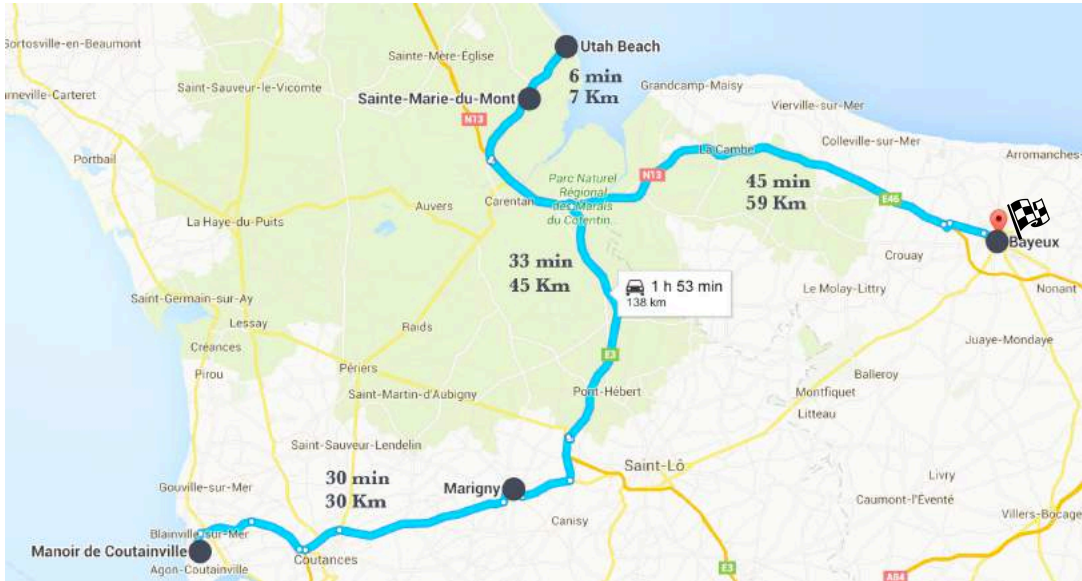 Utah Beach
Sortosville-en-Beaumont
Sainte-Mère-Église
6 min
7 Km
Saint-Sauveur-le-Vicomte
Grandcamp-Maisy
Sainte-Marie-du-Mont
Vierville-sur-Mer
N13
Colleville-sur-Mer
La Cambe
Arromanches-
Portbail
Parc Naturel
Régional
des Marais
du Cotentin...
N13
45 min
59 Km
Auvers
Carentan
E46
La Haye-du-Puits
Bayeux
Crouay
33 min
45 Km
1 h 53 min
138 km
Le Molay-Littry
Nonant
Saint-Germain-sur-Ay
Lessay
Raids
Créances
Juaye-Mondaye
E3
Pirou
Périers
Balleroy
Saint-Martin-d'Aubigny
Pont-Hébert
Montfiquet
Litteau
Saint-Sauveur-Lendelin
Saint-Lô
30 min
30 Km
Marigny
Livry
Gouville-sur-Mer
Caumont-l'Éventé
Canisy
Villers-Bocage
Blainville-sur-Mer
Manoir de Coutainville
Coutances
Agon-Coutainville
E3
A84